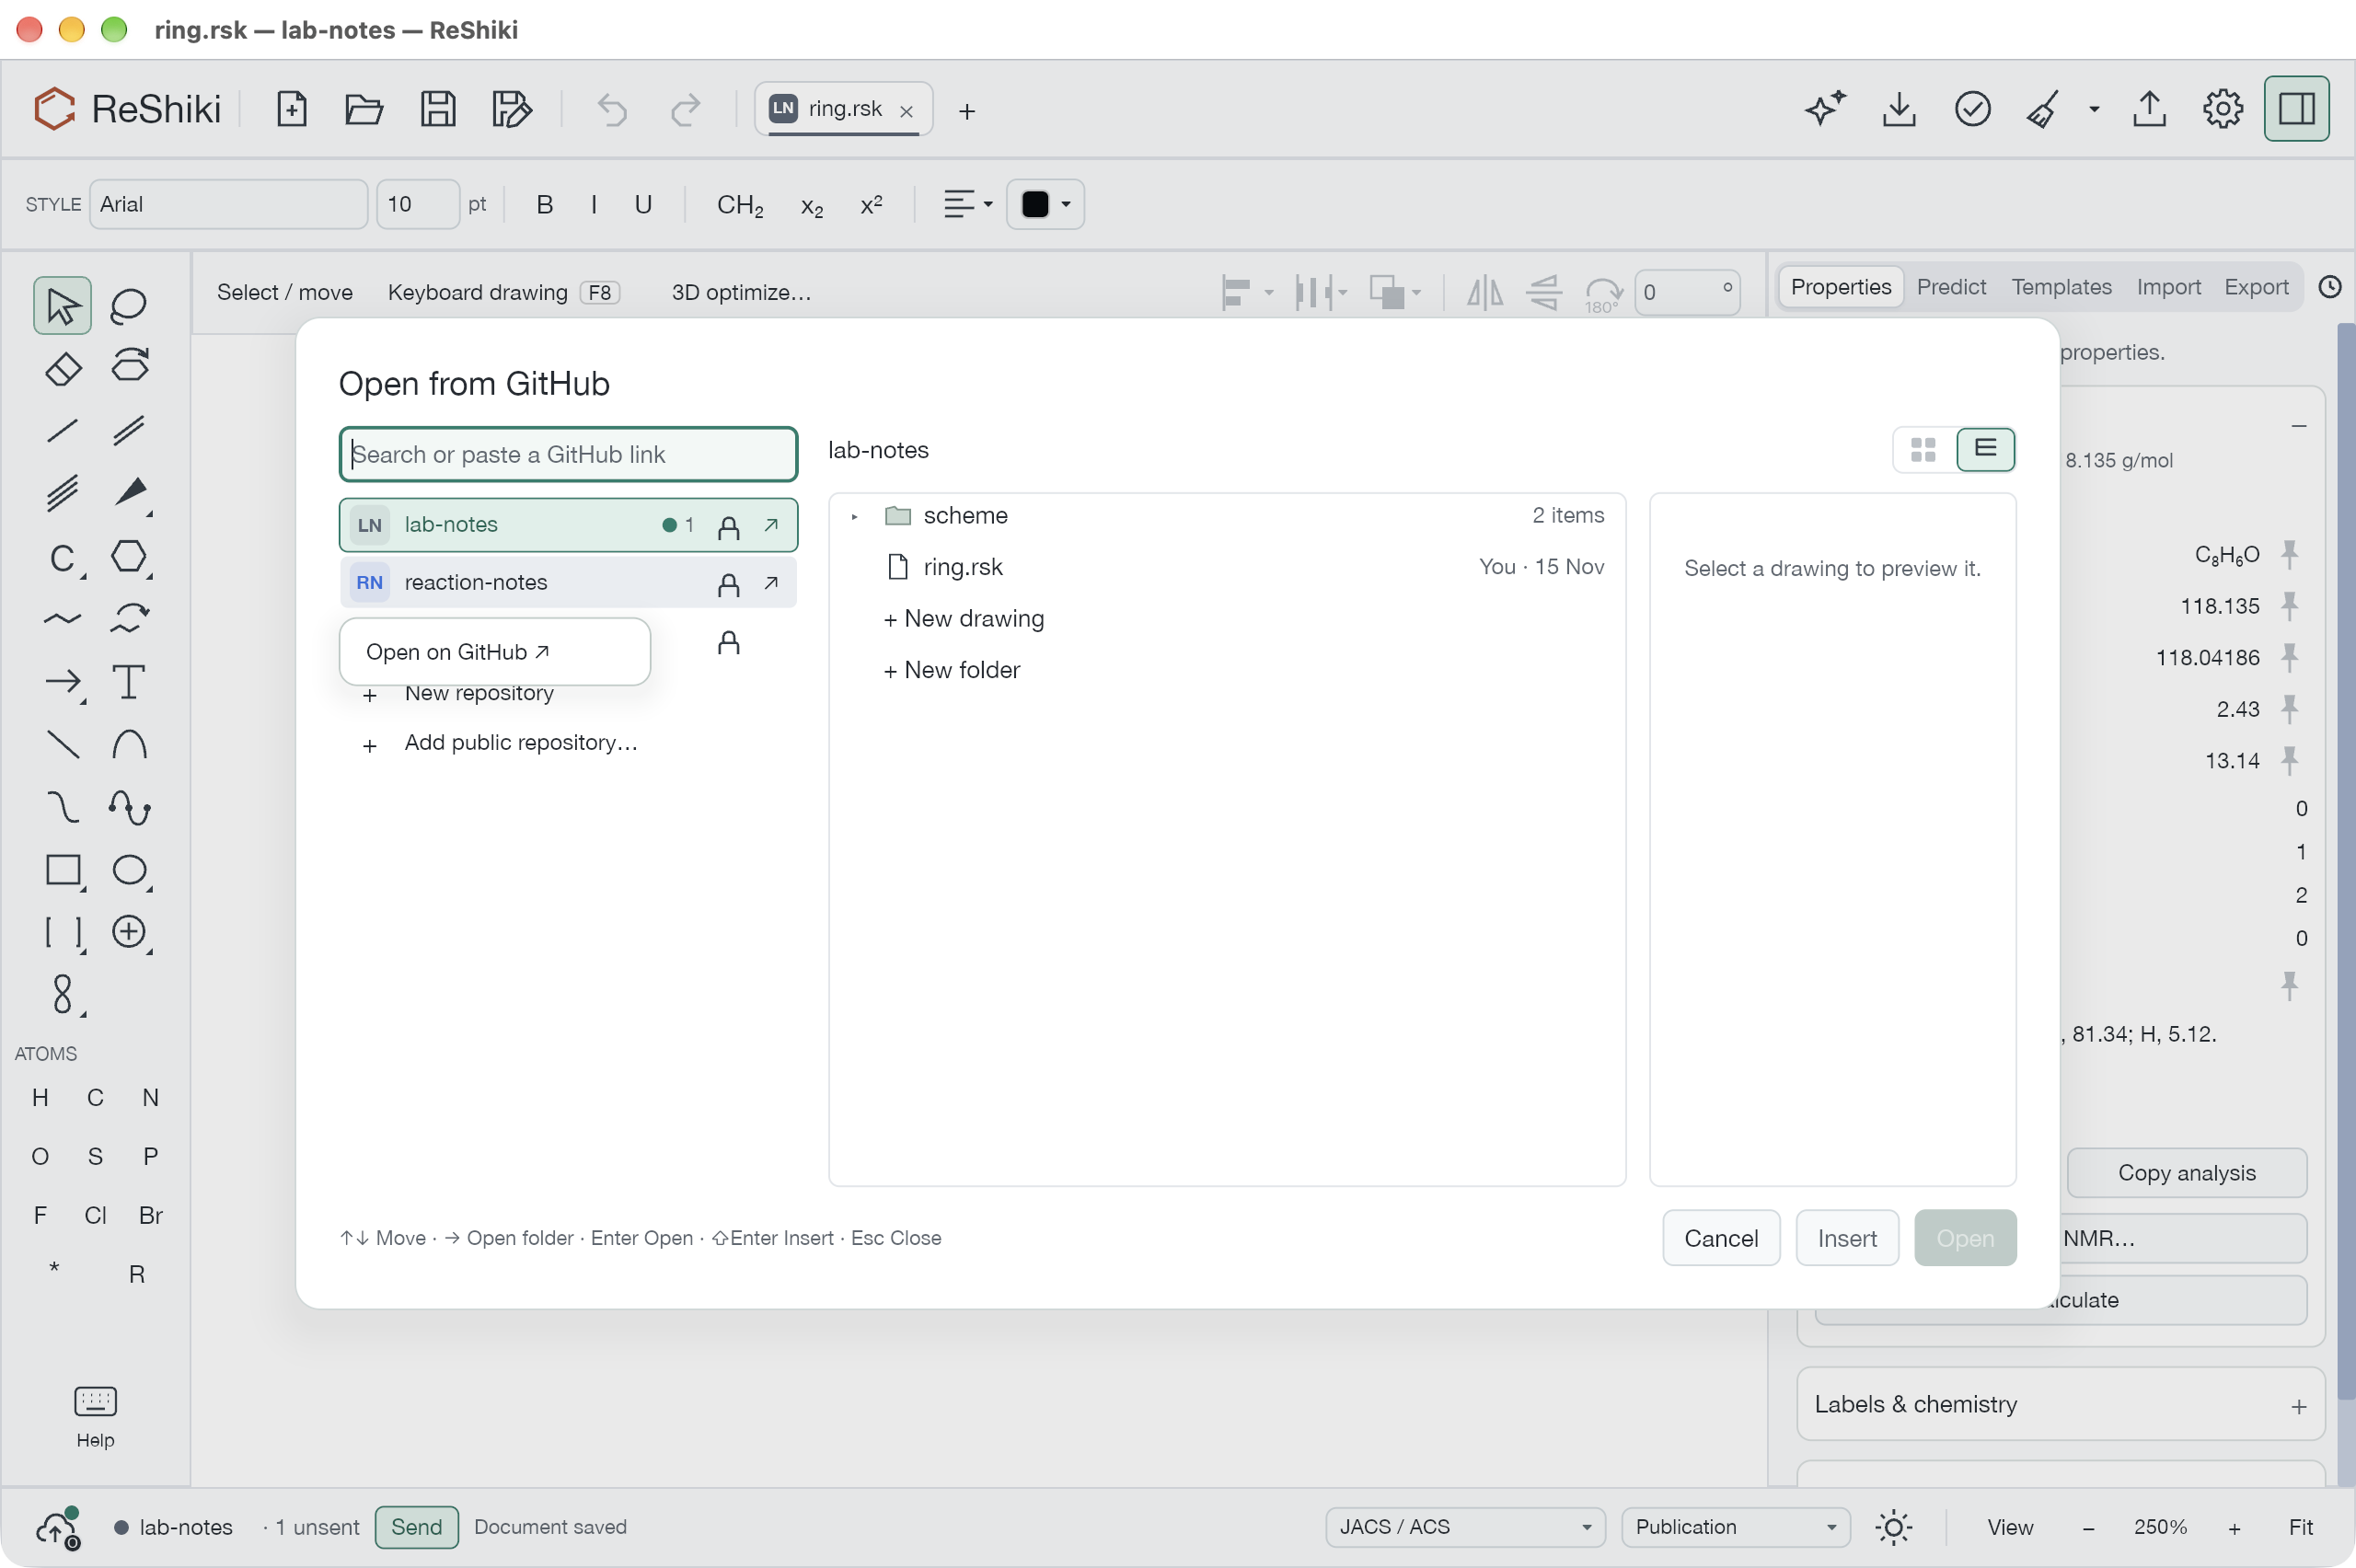 ring.rsk — lab-notes — ReShiki
ReShiki
LN ring.rsk × +
STYLE Arial 10 pt B I U CH₂ x₂ x²
Select / move Keyboard drawing F8 3D optimize... 180° 0 °
Properties Predict Templates Import Export
properties.
Open from GitHub
Search or paste a GitHub link
lab-notes
8.135 g/mol
LN lab-notes 1 ↗
scheme 2 items
RN reaction-notes ↗
ring.rsk You · 15 Nov
Select a drawing to preview it.
C₈H₆O
+ New drawing
118.135
Open on GitHub ↗
+ New folder
118.04186
+ New repository
2.43
+ Add public repository...
13.14
0
1
2
0
, 81.34; H, 5.12.
C
T
[ ]
ATOMS
H C N
O S P
F Cl Br
* R
Copy analysis
↑↓ Move · → Open folder · Enter Open · ⇧Enter Insert · Esc Close
Cancel Insert Open
NMR...
culate
Labels & chemistry +
Help
lab-notes · 1 unsent Send Document saved
JACS / ACS Publication View – 250% + Fit